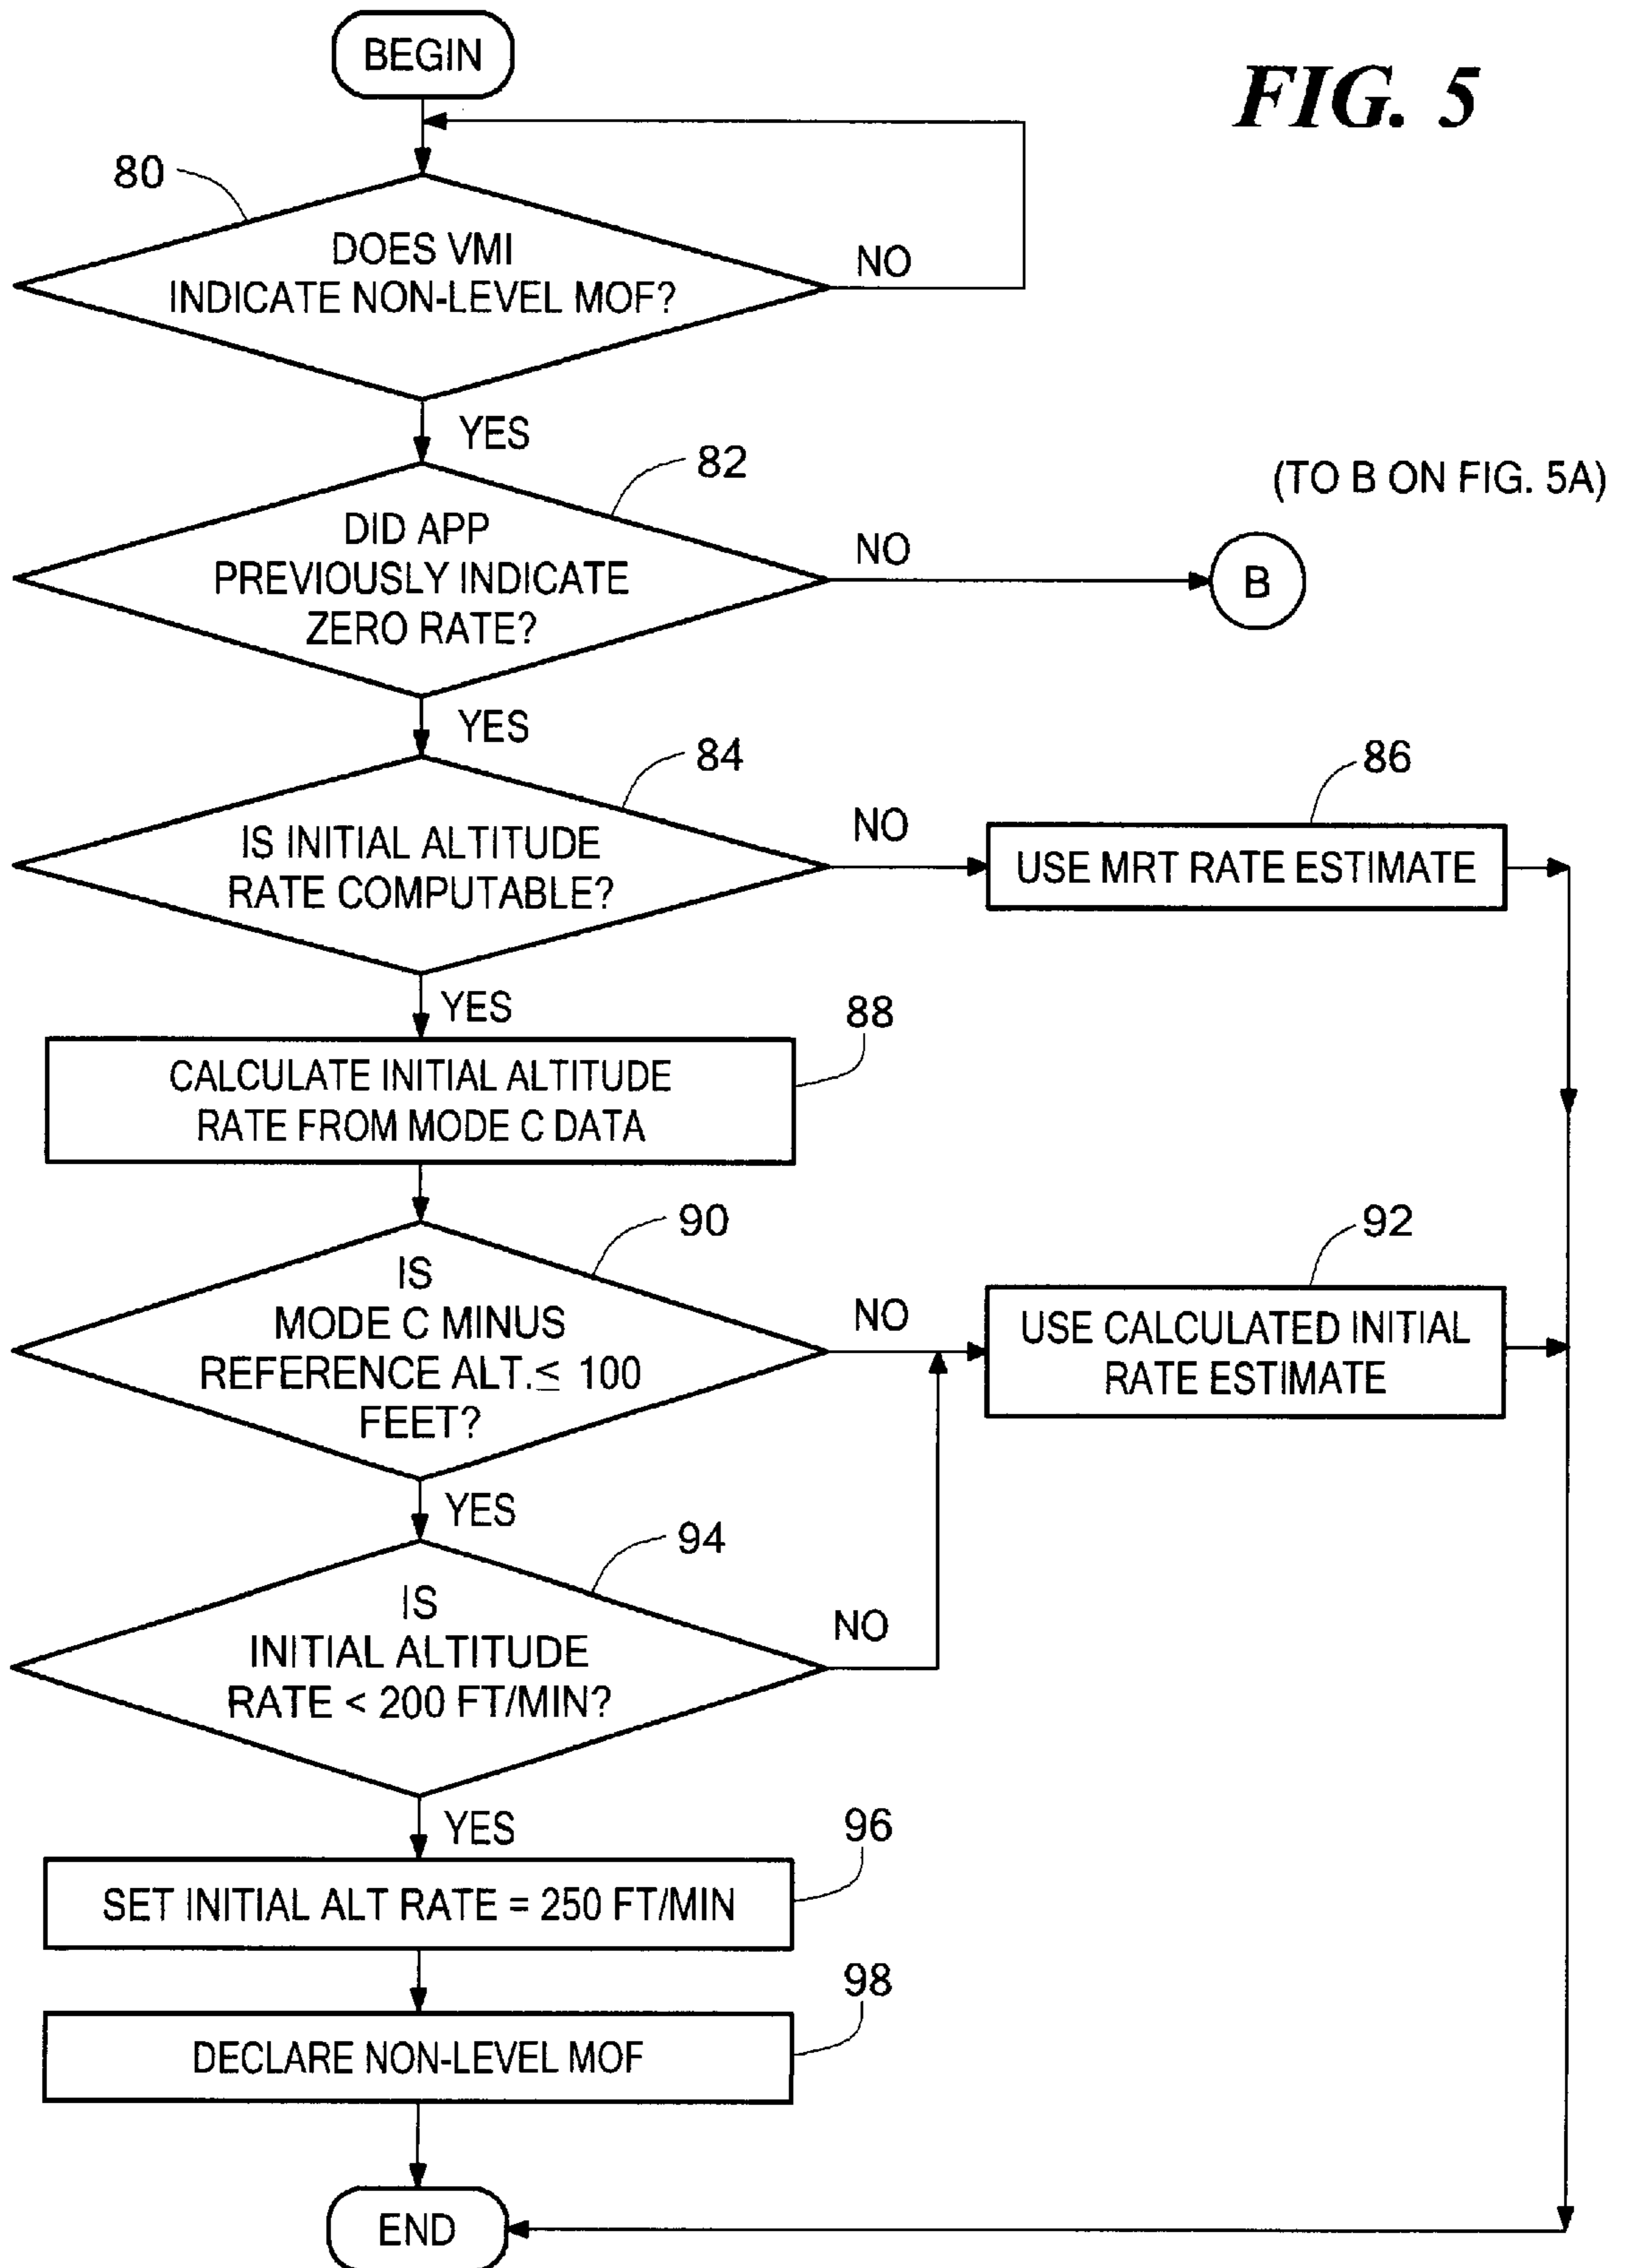 BEGIN
FIG. 5
80
DOES VMI
INDICATE NON-LEVEL MOF?
NO
YES
82
(TO B ON FIG. 5A)
DID APP
PREVIOUSLY INDICATE
ZERO RATE?
NO
B
YES
84
86
IS INITIAL ALTITUDE
RATE COMPUTABLE?
NO
USE MRT RATE ESTIMATE
YES
88
CALCULATE INITIAL ALTITUDE
RATE FROM MODE C DATA
90
92
IS
MODE C MINUS
REFERENCE ALT.≤ 100
FEET?
NO
USE CALCULATED INITIAL
RATE ESTIMATE
YES
94
IS
INITIAL ALTITUDE
RATE < 200 FT/MIN?
NO
YES
96
SET INITIAL ALT RATE = 250 FT/MIN
98
DECLARE NON-LEVEL MOF
END